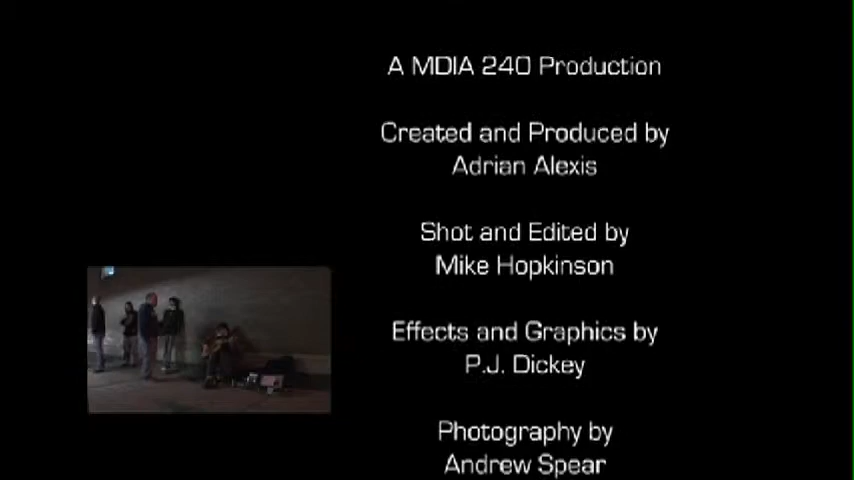 A MDIA 240 Production
Created and Produced by
Adrian Alexis
Shot and Edited by
Mike Hopkinson
Effects and Graphics by
P.J. Dickey
Photography by
Andrew Spear